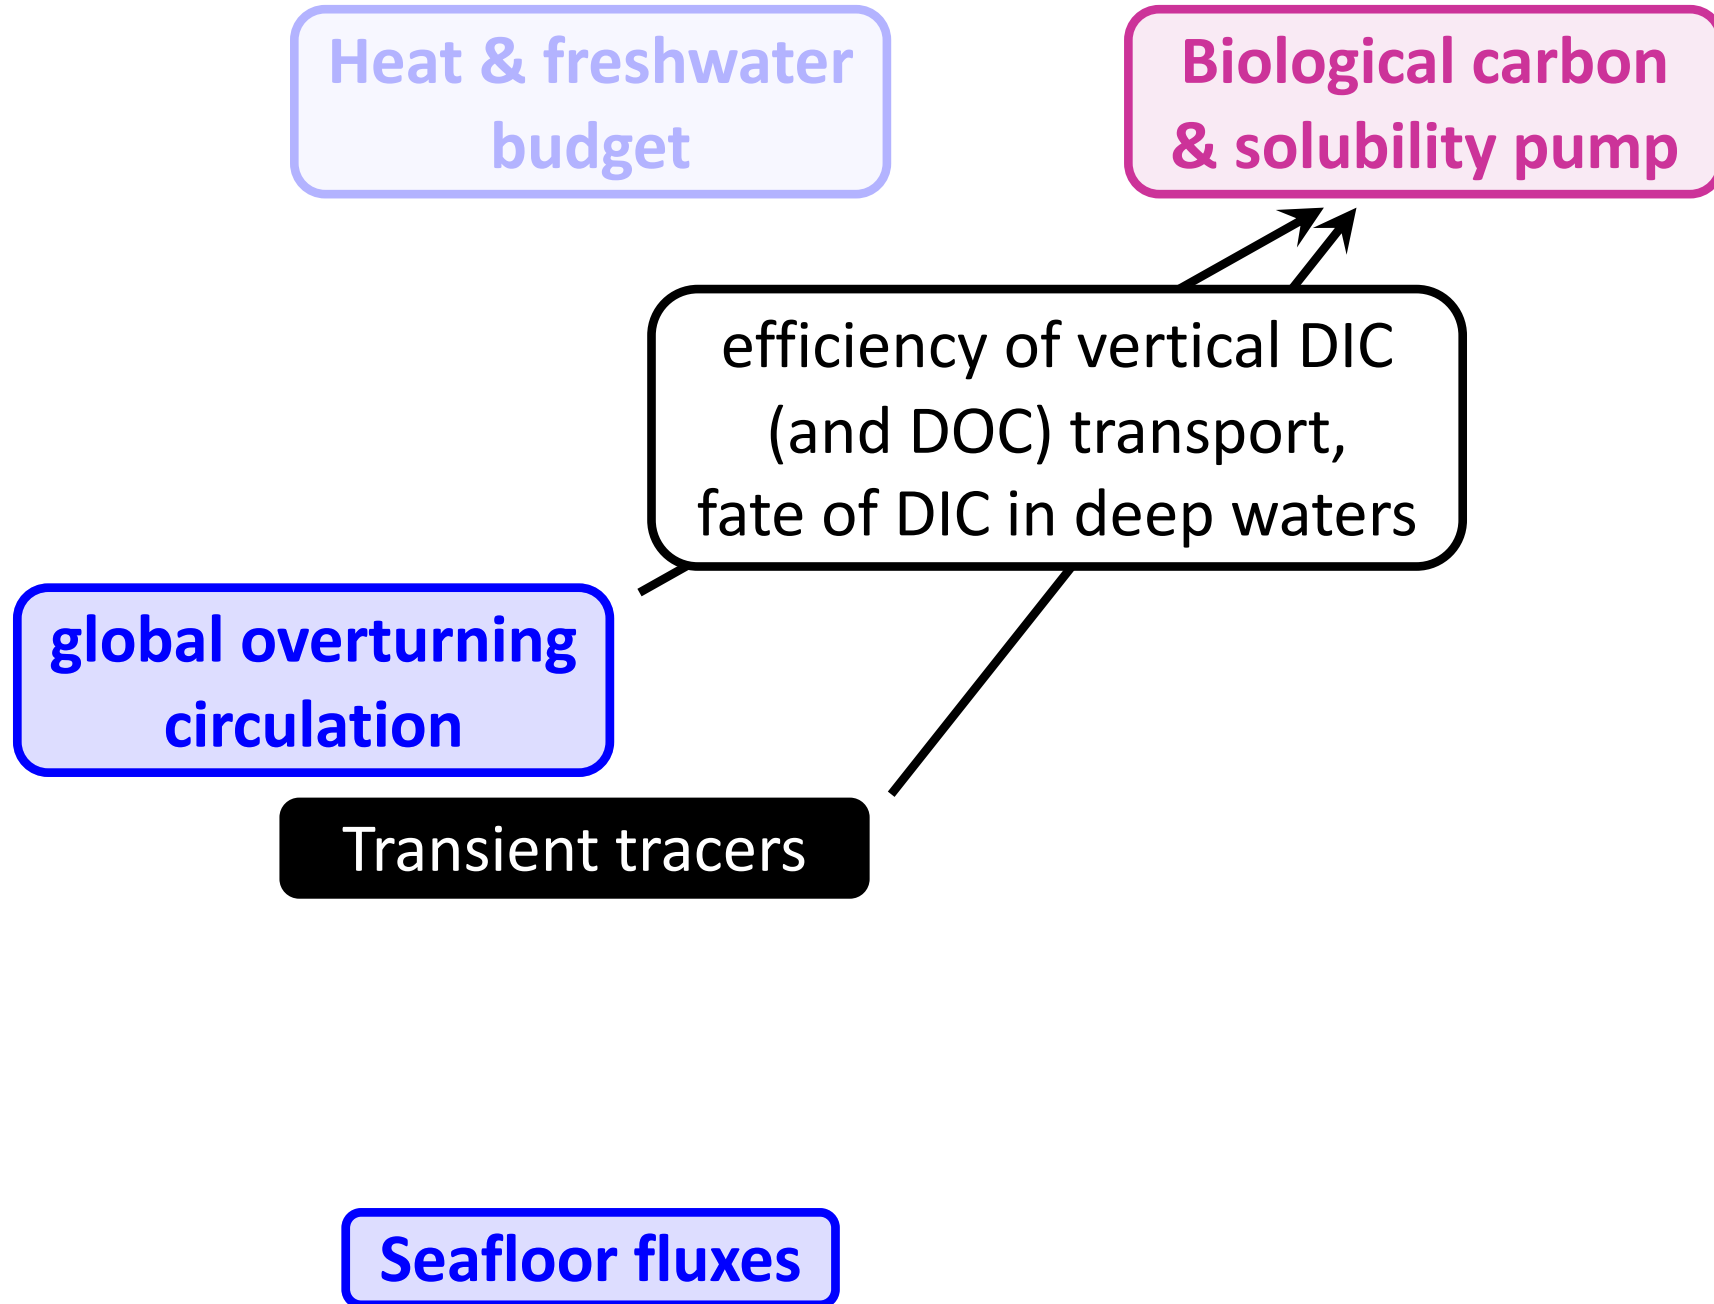 Heat & freshwater
budget
Biological carbon
& solubility pump
efficiency of vertical DIC
(and DOC) transport,
fate of DIC in deep waters
global overturning
circulation
Transient tracers
Seafloor fluxes